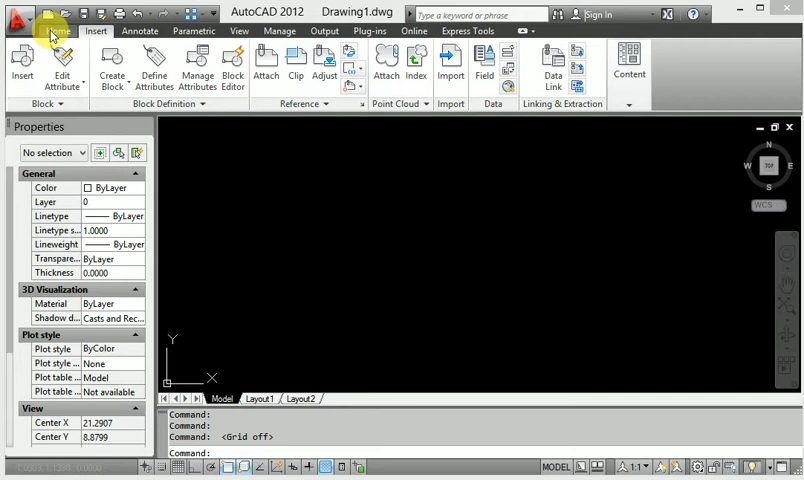 AutoCAD 2012 Drawing1.dwg Type a keyword or phrase Sign In
Home Insert Annotate Parametric View Manage Output Plug-ins Online Express Tools
Insert Edit Attribute Create Block Define Attributes Manage Attributes Block Editor Attach Clip Adjust Attach Index Import Field Data Link Content
Block Block Definition Reference Point Cloud Import Data Linking & Extraction
Properties
No selection
General
Color ByLayer
Layer 0
Linetype ByLayer
Linetype s... 1.0000
Lineweight ByLayer
Transpare... ByLayer
Thickness 0.0000
3D Visualization
Material ByLayer
Shadow d... Casts and Rec...
Plot style
Plot style ByColor
Plot style ... None
Plot table ... Model
Plot table ... Not available
View
Center X 21.2907
Center Y 8.8799
N
W TOP E
S
WCS
Y
X
Model Layout1 Layout2
Command:
Command:
Command: <Grid off>
Command:
MODEL 1:1